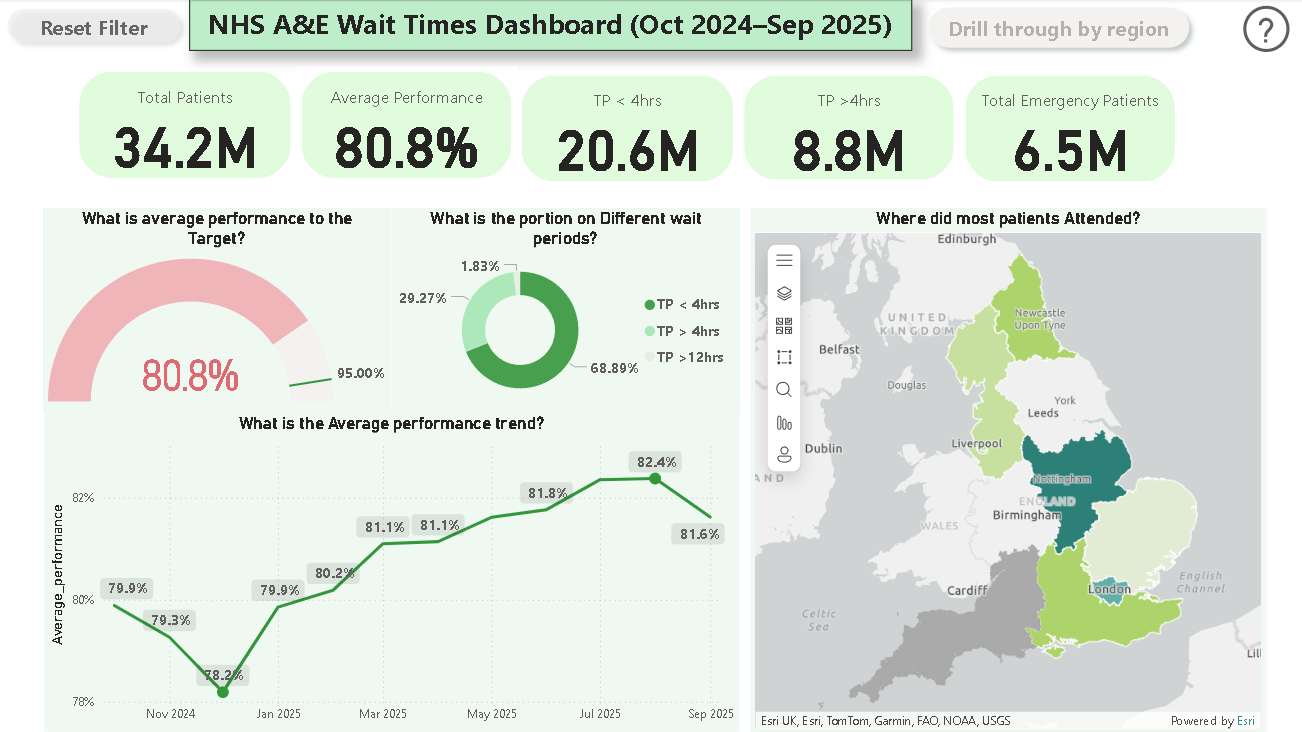 Reset Filter
NHS A&E Wait Times Dashboard (Oct 2024–Sep 2025)
Drill through by region
?
Total Patients
34.2M
Average Performance
80.8%
TP < 4hrs
20.6M
TP >4hrs
8.8M
Total Emergency Patients
6.5M
What is average performance to the
Target?
80.8%
95.00%
What is the portion on Different wait
periods?
1.83%
29.27%
68.89%
TP < 4hrs
TP > 4hrs
TP >12hrs
What is the Average performance trend?
Average_performance
82%
80%
78%
79.9%
79.3%
78.2%
79.9%
80.2%
81.1%
81.1%
81.8%
82.4%
81.6%
Nov 2024
Jan 2025
Mar 2025
May 2025
Jul 2025
Sep 2025
Where did most patients Attended?
Edinburgh
UNITED
KINGDOM
Newcastle
Upon Tyne
Belfast
Douglas
York
Leeds
Dublin
Liverpool
AND
Nottingham
ENGLAND
Birmingham
WALES
Cardiff
London
English
Channel
Celtic
Sea
Lil
Esri UK, Esri, TomTom, Garmin, FAO, NOAA, USGS
Powered by Esri